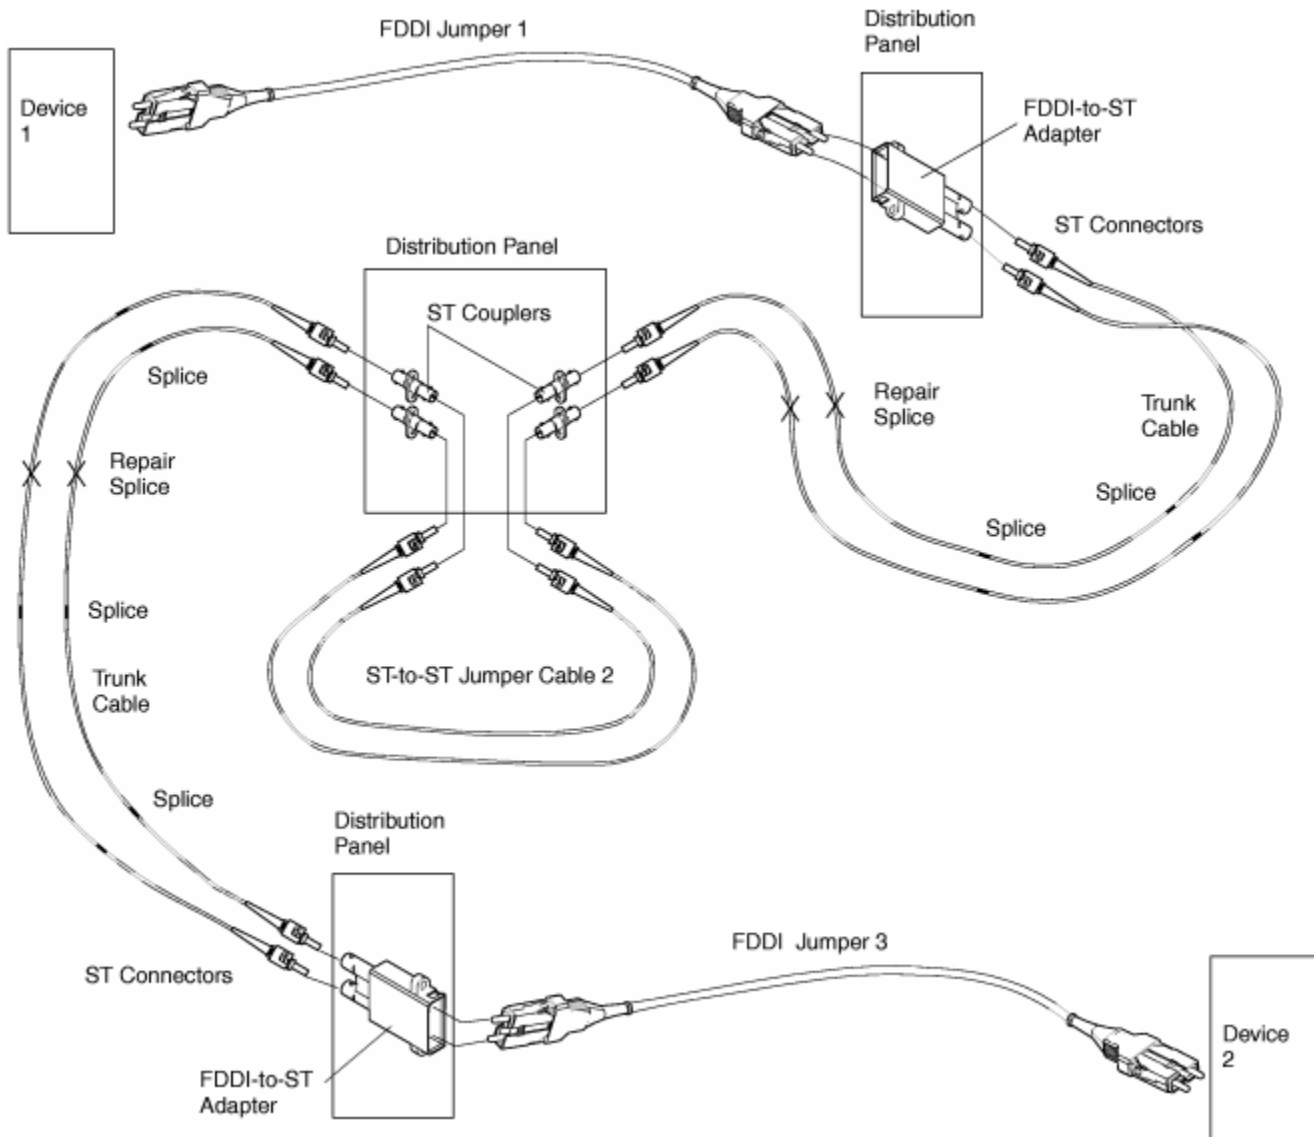 FDDI Jumper 1
Distribution
Panel
Device
1
FDDI-to-ST
Adapter
ST Connectors
Distribution Panel
ST Couplers
Splice
Repair
Splice
Trunk
Cable
Repair
Splice
Splice
Splice
Splice
Trunk
Cable
ST-to-ST Jumper Cable 2
Splice
Distribution
Panel
ST Connectors
FDDI Jumper 3
Device
2
FDDI-to-ST
Adapter